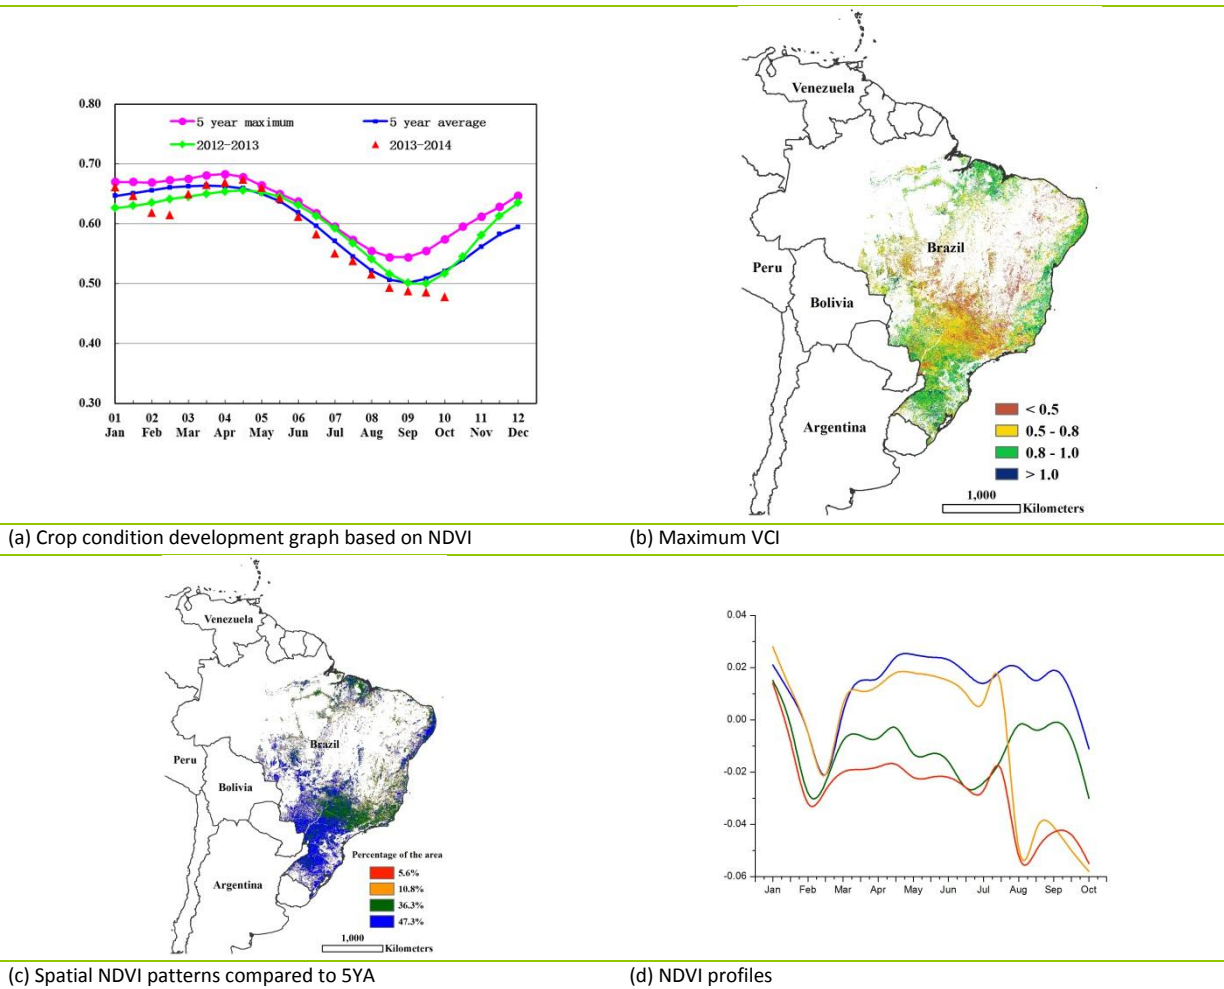 0.80
0.70
0.60
0.50
0.40
0.30
5 year maximum
5 year average
2012-2013
2013-2014
01 02 03 04 05 06 07 08 09 10 11 12
Jan Feb Mar Apr May Jun Jul Aug Sep Oct Nov Dec
Venezuela
Brazil
Peru
Bolivia
Argentina
< 0.5
0.5 - 0.8
0.8 - 1.0
> 1.0
1,000
Kilometers
(a) Crop condition development graph based on NDVI
(b) Maximum VCI
Venezuela
Brazil
Peru
Bolivia
Argentina
Percentage of the area
5.6%
10.8%
36.3%
47.3%
1,000
Kilometers
0.04
0.02
0.00
-0.02
-0.04
-0.06
Jan Feb Mar Apr May Jun Jul Aug Sep Oct
(c) Spatial NDVI patterns compared to 5YA
(d) NDVI profiles